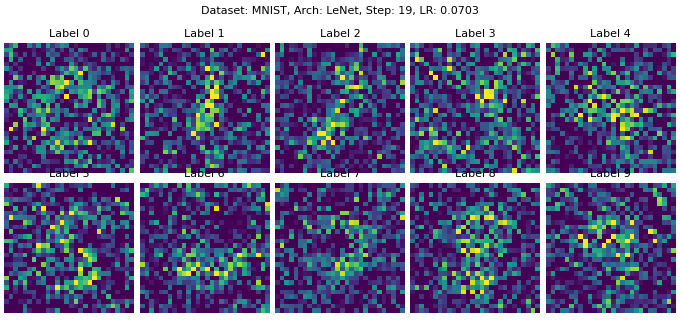 Dataset: MNIST, Arch: LeNet, Step: 19, LR: 0.0703
Label 0 Label 1 Label 2 Label 3 Label 4
Label 5 Label 6 Label 7 Label 8 Label 9